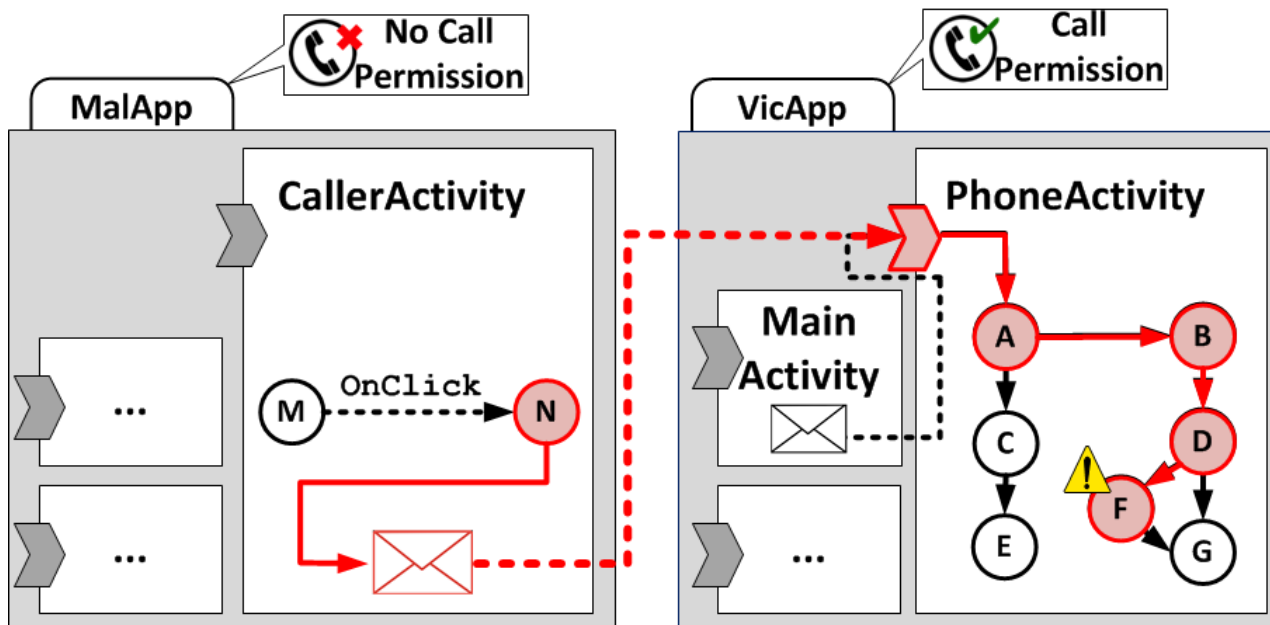 No Call
Permission
Call
Permission
MalApp
VicApp
CallerActivity
PhoneActivity
Main
Activity
A
B
...
M
OnClick
N
C
D
!
F
...
...
E
G